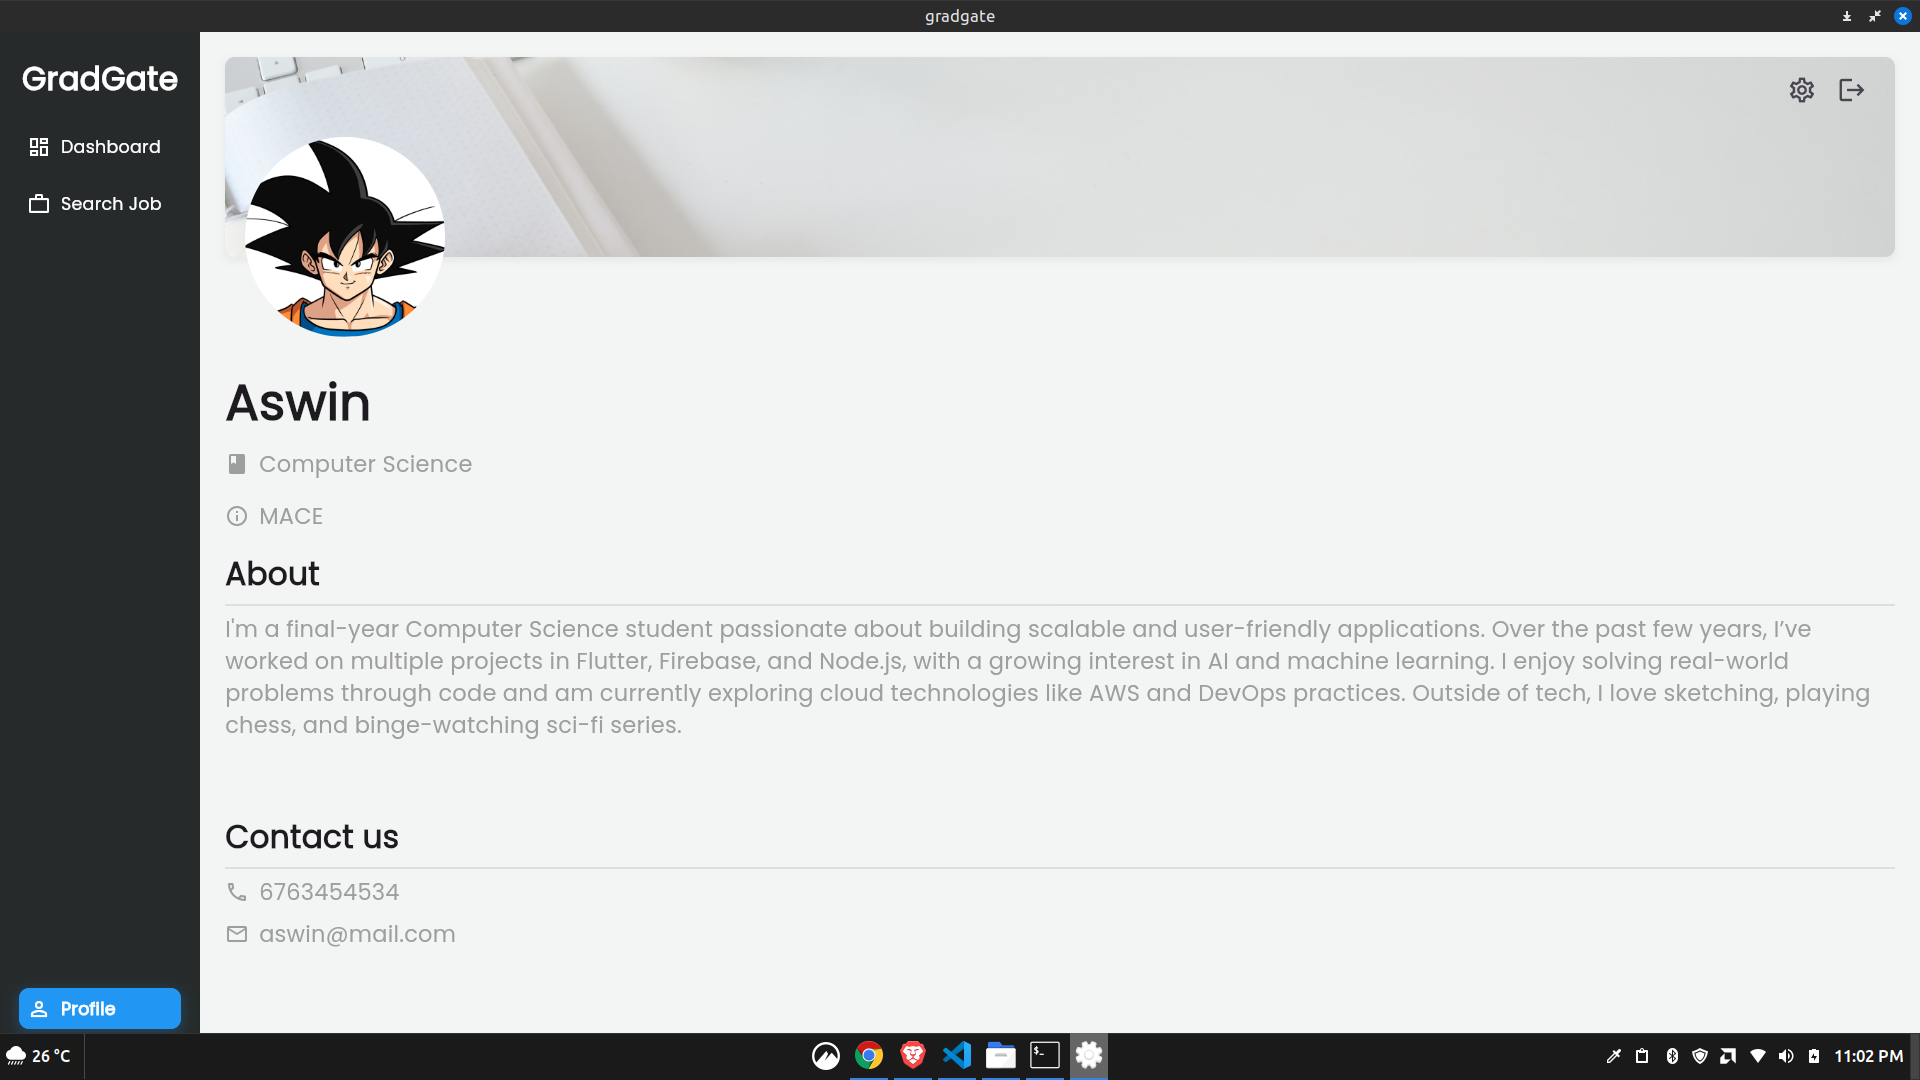 gradgate
GradGate
Dashboard
Search Job
Aswin
Computer Science
MACE
About
I'm a final-year Computer Science student passionate about building scalable and user-friendly applications. Over the past few years, I’ve
worked on multiple projects in Flutter, Firebase, and Node.js, with a growing interest in AI and machine learning. I enjoy solving real-world
problems through code and am currently exploring cloud technologies like AWS and DevOps practices. Outside of tech, I love sketching, playing
chess, and binge-watching sci-fi series.
Contact us
6763454534
aswin@mail.com
Profile
26 °C
$_
11:02 PM